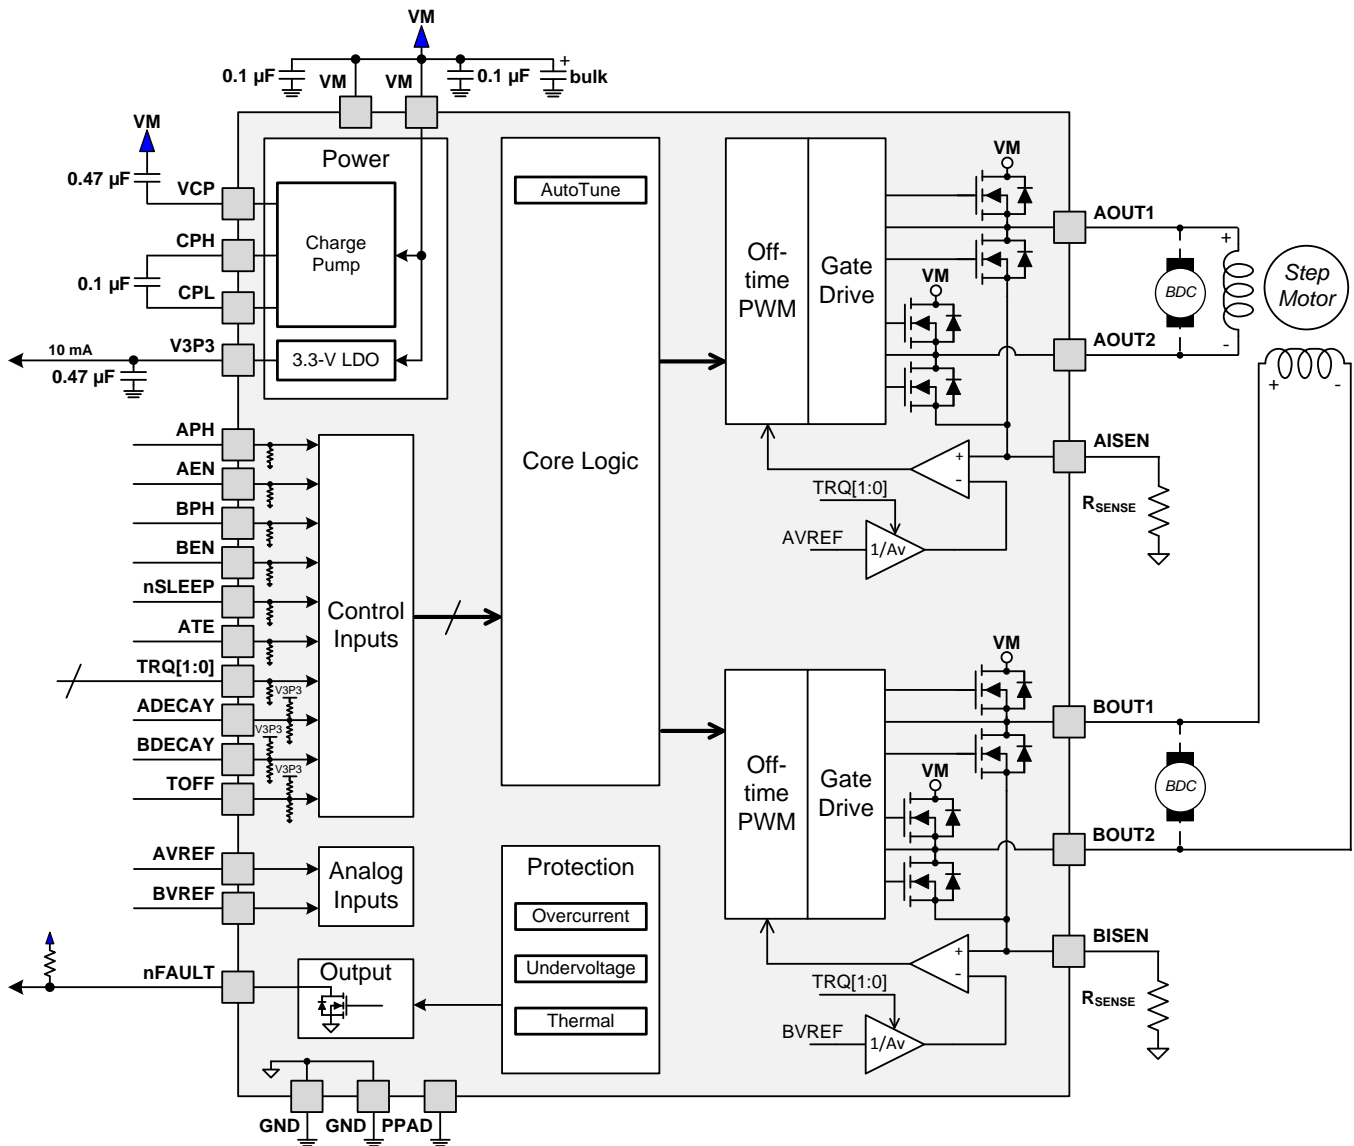 VM
0.1 µF
VM
VM
0.1 µF
+
bulk
VM
0.47 µF
VCP
CPH
0.1 µF
CPL
10 mA
V3P3
0.47 µF
Power
Charge
Pump
3.3-V LDO
APH
AEN
BPH
BEN
nSLEEP
ATE
TRQ[1:0]
V3P3
ADECAY
V3P3
BDECAY
V3P3
TOFF
Control
Inputs
AVREF
BVREF
Analog
Inputs
nFAULT
Output
GND
GND
PPAD
AutoTune
Core Logic
Protection
Overcurrent
Undervoltage
Thermal
Off-
time
PWM
Gate
Drive
VM
VM
AOUT1
+
BDC
Step
Motor
AOUT2
-
+
-
AISEN
+
-
TRQ[1:0]
AVREF
1/Av
RSENSE
Off-
time
PWM
Gate
Drive
VM
VM
BOUT1
BDC
BOUT2
BISEN
+
-
TRQ[1:0]
BVREF
1/Av
RSENSE